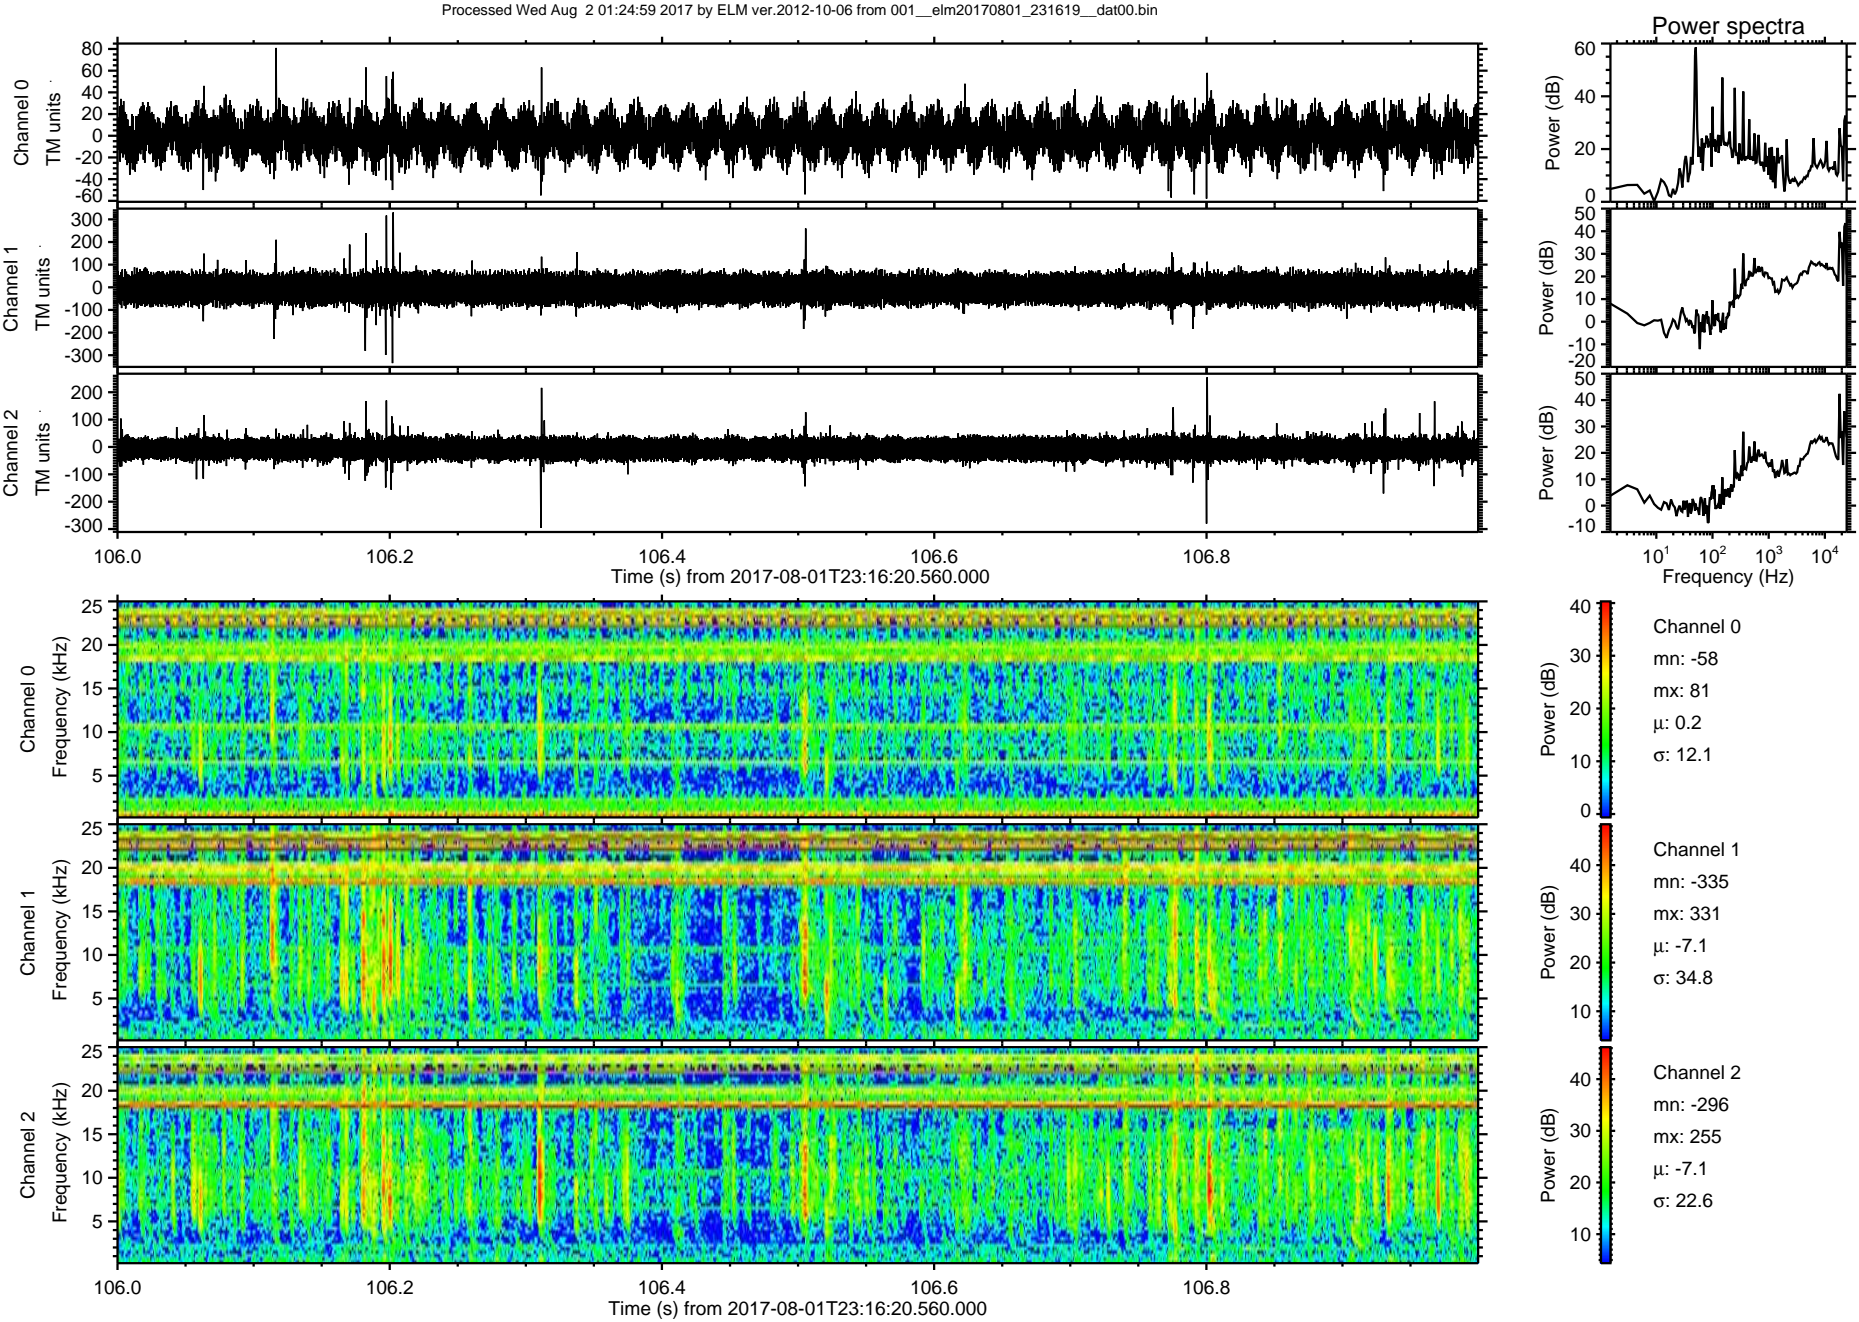 Processed Wed Aug  2 01:24:59 2017 by ELM ver.2012-10-06 from 001__elm20170801_231619__dat00.bin
Power spectra
Channel 0
TM units
80
60
40
20
0
-20
-40
-60
Power (dB)
60
40
20
0
Channel 1
TM units
300
200
100
0
-100
-200
-300
Power (dB)
50
40
30
20
10
0
-10
-20
Channel 2
TM units
200
100
0
-100
-200
-300
Power (dB)
50
40
30
20
10
0
-10
106.0 106.2 106.4 106.6 106.8
Time (s) from 2017-08-01T23:16:20.560.000
10^1 10^2 10^3 10^4
Frequency (Hz)
Channel 0
Frequency (kHz)
25
20
15
10
5
Power (dB)
40
30
20
10
0
Channel 0
mn: -58
mx: 81
μ: 0.2
σ: 12.1
Channel 1
Frequency (kHz)
25
20
15
10
5
Power (dB)
40
30
20
10
Channel 1
mn: -335
mx: 331
μ: -7.1
σ: 34.8
Channel 2
Frequency (kHz)
25
20
15
10
5
Power (dB)
40
30
20
10
Channel 2
mn: -296
mx: 255
μ: -7.1
σ: 22.6
106.0 106.2 106.4 106.6 106.8
Time (s) from 2017-08-01T23:16:20.560.000